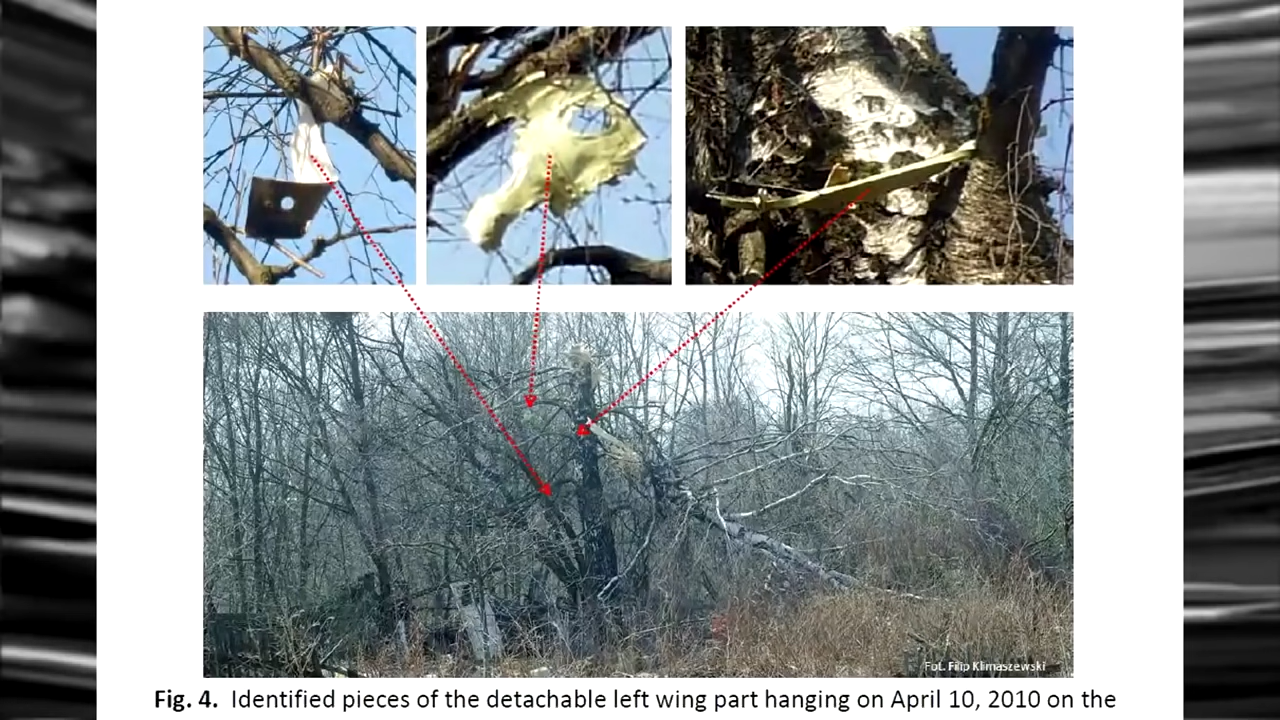 Fot. Filip Klimaszewski
Fig. 4. Identified pieces of the detachable left wing part hanging on April 10, 2010 on the